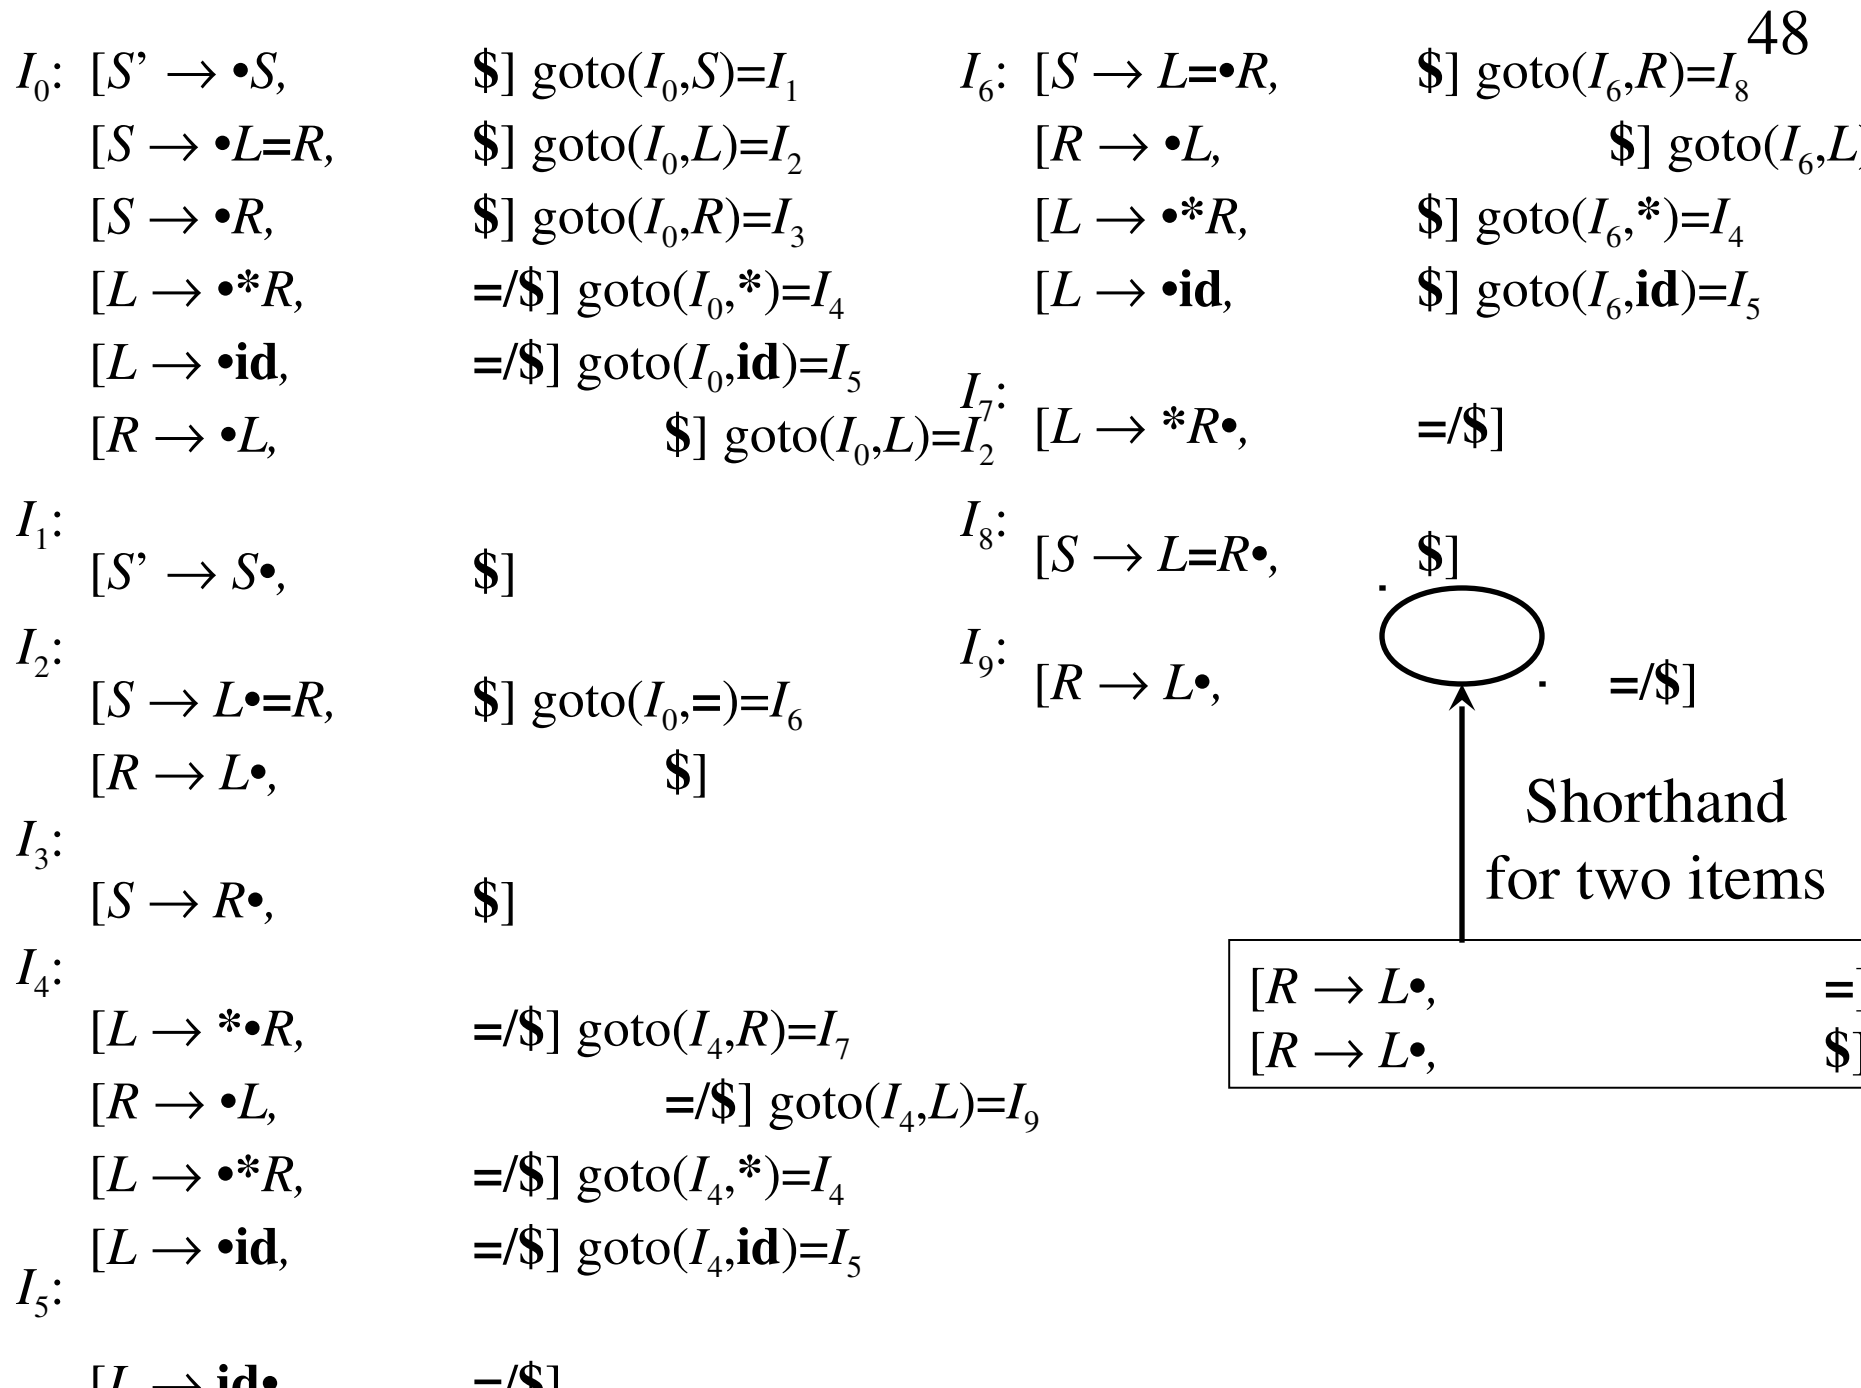 48
I₀: [S’ → •S, $] goto(I₀,S)=I₁
[S → •L=R, $] goto(I₀,L)=I₂
[S → •R, $] goto(I₀,R)=I₃
[L → •*R, =/$] goto(I₀,*)=I₄
[L → •id, =/$] goto(I₀,id)=I₅
[R → •L, $] goto(I₀,L)=I₂
I₁:
[S’ → S•, $]
I₂:
[S → L•=R, $] goto(I₀,=)=I₆
[R → L•, $]
I₃:
[S → R•, $]
I₄:
[L → *•R, =/$] goto(I₄,R)=I₇
[R → •L, =/$] goto(I₄,L)=I₉
[L → •*R, =/$] goto(I₄,*)=I₄
[L → •id, =/$] goto(I₄,id)=I₅
I₅:
[L → id• =/$]
I₆: [S → L=•R, $] goto(I₆,R)=I₈
[R → •L, $] goto(I₆,L)
[L → •*R, $] goto(I₆,*)=I₄
[L → •id, $] goto(I₆,id)=I₅
I₇:
[L → *R•, =/$]
I₈:
[S → L=R•, $]
I₉:
[R → L•, =/$]
Shorthand
for two items
[R → L•, =]
[R → L•, $]